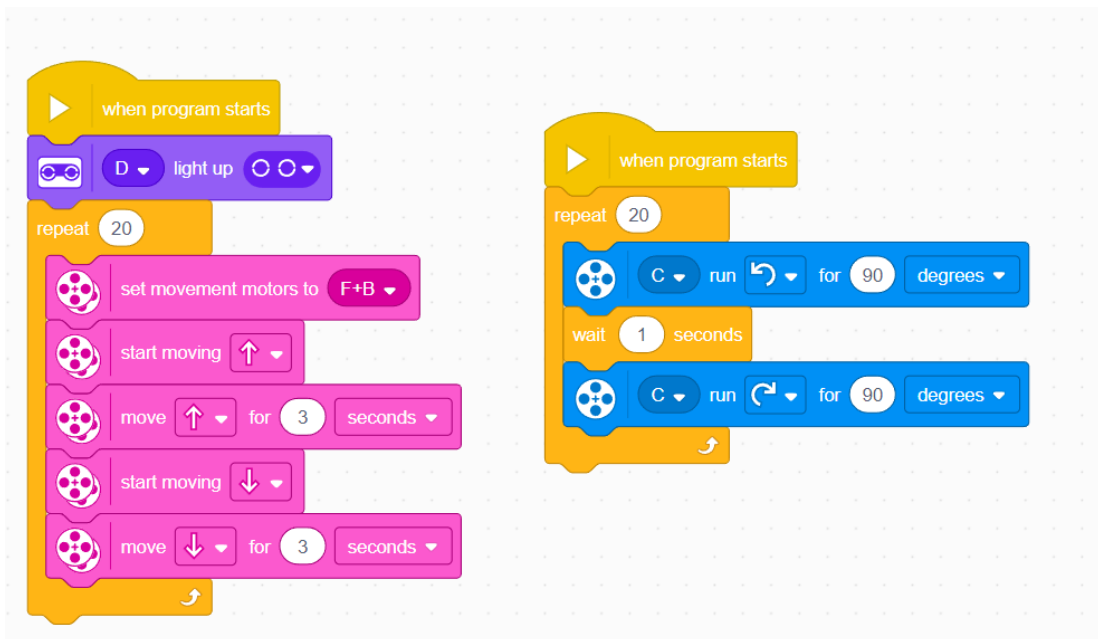 when program starts
D light up
repeat 20
set movement motors to F+B
start moving
move for 3 seconds
start moving
move for 3 seconds
when program starts
repeat 20
C run for 90 degrees
wait 1 seconds
C run for 90 degrees